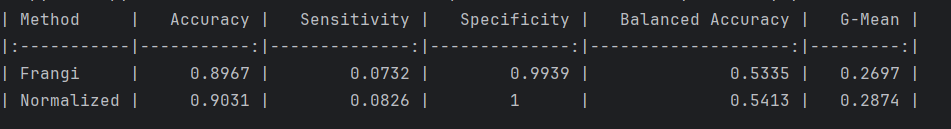 | Method | Accuracy | Sensitivity | Specificity | Balanced Accuracy | G-Mean |
|:-----------|-----------:|--------------:|--------------:|--------------------:|---------:|
| Frangi | 0.8967 | 0.0732 | 0.9939 | 0.5335 | 0.2697 |
| Normalized | 0.9031 | 0.0826 | 1 | 0.5413 | 0.2874 |